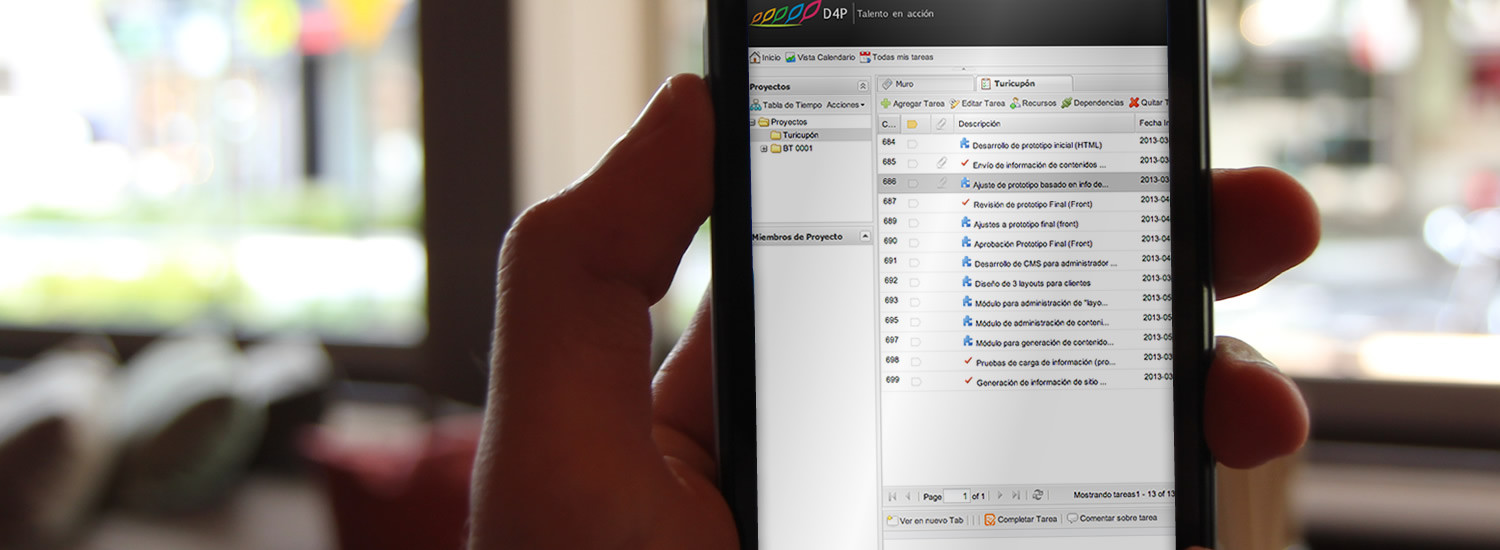 D4P Talento en acción
Inicio Vista Calendario Todas mis tareas
Proyectos
Tabla de Tiempo Acciones
Proyectos
Turicupón
BT 0001
Miembros de Proyecto
Muro Turicupón
Agregar Tarea Editar Tarea Recursos Dependencias Quitar T
C... Descripción Fecha In
684 Desarrollo de prototipo inicial (HTML) 2013-03
685 Envío de información de contenidos ... 2013-03
686 Ajuste de prototipo basado en info de... 2013-03
687 Revisión de prototipo Final (Front) 2013-04
689 Ajustes a prototipo final (front) 2013-04
690 Aprobación Prototipo Final (Front) 2013-04
691 Desarrollo de CMS para administrador ... 2013-04
692 Diseño de 3 layouts para clientes 2013-03
693 Módulo para administración de "layo... 2013-05
695 Módulo de administración de conteni... 2013-05
697 Módulo para generación de contenido... 2013-05
698 Pruebas de carga de información (pro... 2013-03
699 Generación de información de sitio ... 2013-03
Page 1 of 1 Mostrando tareas1 - 13 of 13
Ver en nuevo Tab Completar Tarea Comentar sobre tarea